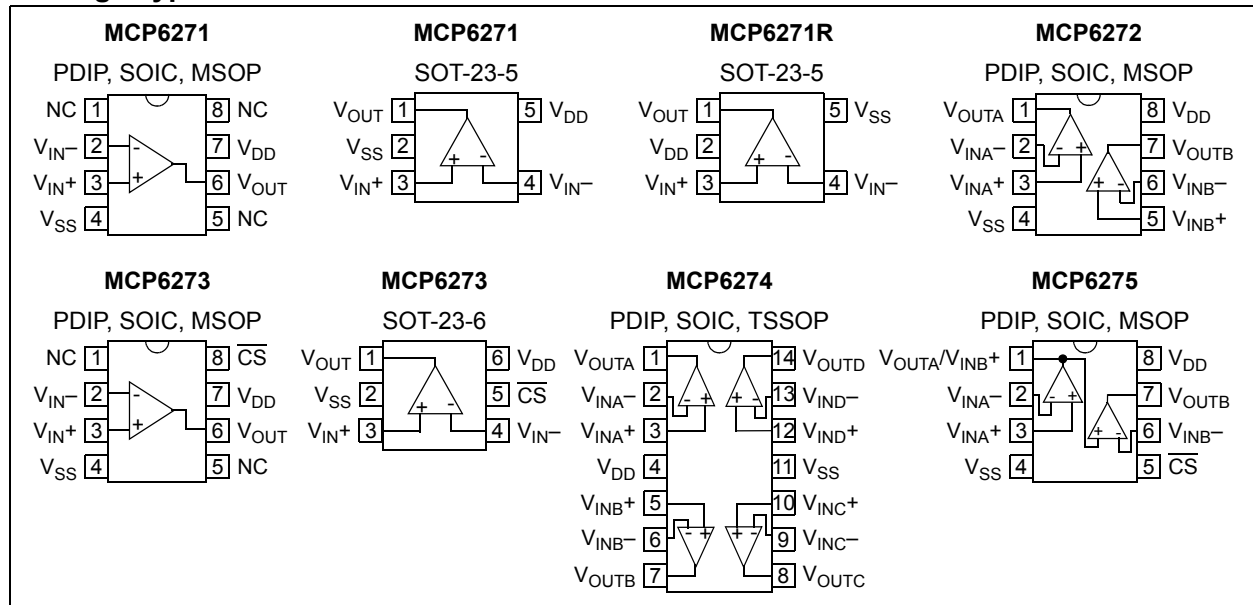 MCP6271
PDIP, SOIC, MSOP
NC 1 8 NC
VIN– 2 - 7 VDD
VIN+ 3 + 6 VOUT
VSS 4 5 NC
MCP6271
SOT-23-5
VOUT 1 5 VDD
VSS 2
+ -
VIN+ 3 4 VIN–
MCP6271R
SOT-23-5
VOUT 1 5 VSS
VDD 2
+ -
VIN+ 3 4 VIN–
MCP6272
PDIP, SOIC, MSOP
VOUTA 1 8 VDD
VINA– 2 - + 7 VOUTB
VINA+ 3 + - 6 VINB–
VSS 4 5 VINB+
MCP6273
PDIP, SOIC, MSOP
NC 1 8 CS
VIN– 2 - 7 VDD
VIN+ 3 + 6 VOUT
VSS 4 5 NC
MCP6273
SOT-23-6
VOUT 1 6 VDD
VSS 2 5 CS
+ -
VIN+ 3 4 VIN–
MCP6274
PDIP, SOIC, TSSOP
VOUTA 1 14 VOUTD
VINA– 2 - + + - 13 VIND–
VINA+ 3 12 VIND+
VDD 4 11 VSS
VINB+ 5 10 VINC+
VINB– 6 - + + - 9 VINC–
VOUTB 7 8 VOUTC
MCP6275
PDIP, SOIC, MSOP
VOUTA/VINB+ 1 8 VDD
VINA– 2 - + 7 VOUTB
VINA+ 3 + - 6 VINB–
VSS 4 5 CS